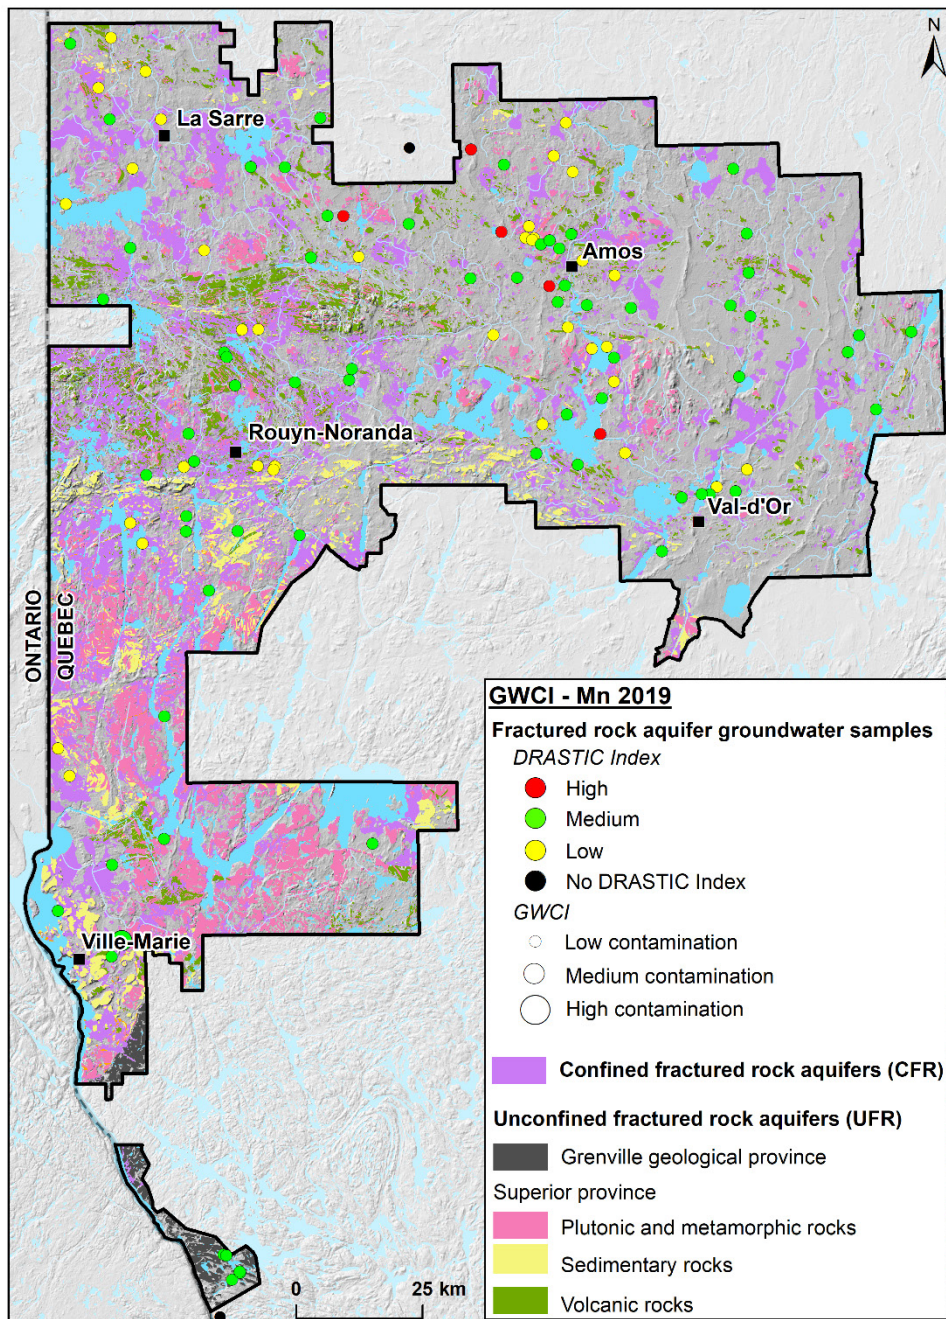 N
La Sarre
Amos
Rouyn-Noranda
Val-d'Or
ONTARIO
QUEBEC
Ville-Marie
0 25 km
GWCI - Mn 2019
Fractured rock aquifer groundwater samples
DRASTIC Index
High
Medium
Low
No DRASTIC Index
GWCI
Low contamination
Medium contamination
High contamination
Confined fractured rock aquifers (CFR)
Unconfined fractured rock aquifers (UFR)
Grenville geological province
Superior province
Plutonic and metamorphic rocks
Sedimentary rocks
Volcanic rocks